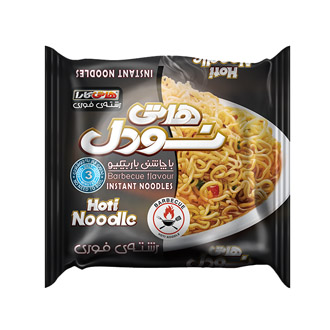 INSTANT NOODLES
Hoti
هاتی کارا
رشته‌ی فوری
هاتی
نودل
با چاشنی باربیکیو
Barbecue flavour
INSTANT NOODLES
3
Hoti
Noodle
BARBECUE
رشته‌ی فوری